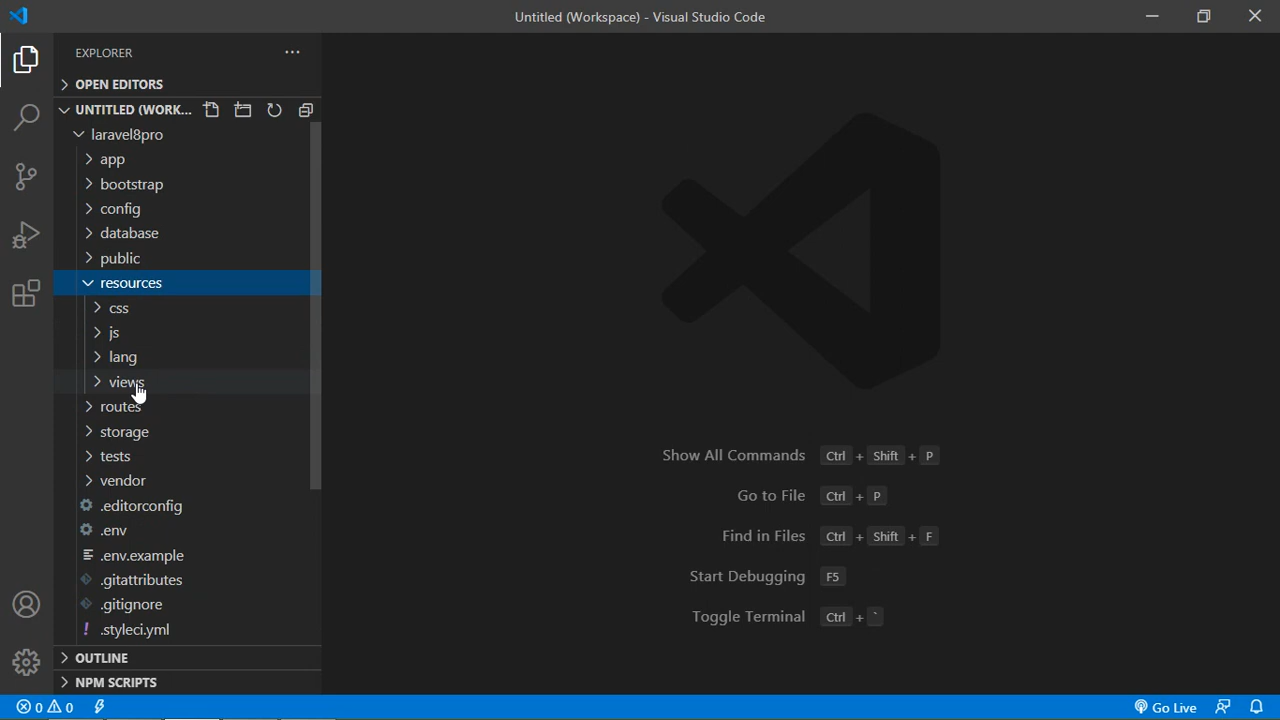 Untitled (Workspace) - Visual Studio Code
EXPLORER
OPEN EDITORS
UNTITLED (WORK...
laravel8pro
app
bootstrap
config
database
public
resources
css
js
lang
views
routes
storage
tests
vendor
.editorconfig
.env
.env.example
.gitattributes
.gitignore
! .styleci.yml
OUTLINE
NPM SCRIPTS
Show All Commands Ctrl + Shift + P
Go to File Ctrl + P
Find in Files Ctrl + Shift + F
Start Debugging F5
Toggle Terminal Ctrl + `
0 0 Go Live